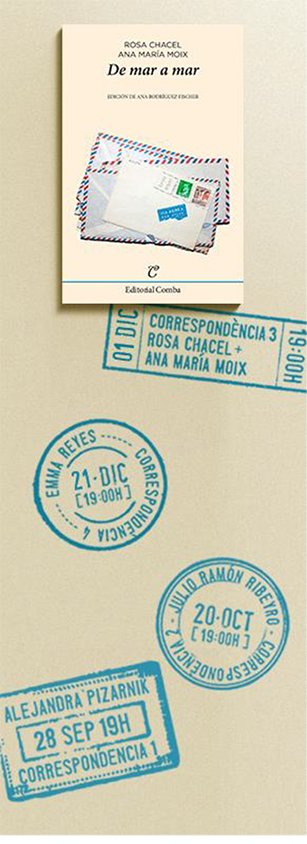 ROSA CHACEL
ANA MARÍA MOIX
De mar a mar
EDICIÓN DE ANA RODRÍGUEZ FISCHER
Editorial Comba
01 DIC
CORRESPONDÈNCIA 3
ROSA CHACEL +
ANA MARÍA MOIX
19:00H
EMMA REYES
21·DIC
[19:00H]
CORRESPONDÈNCIA 4
JULIO RAMÓN RIBEYRO
20·OCT
[19:00H]
CORRESPONDÈNCIA 2
ALEJANDRA PIZARNIK
28 SEP 19H
CORRESPONDENCIA 1